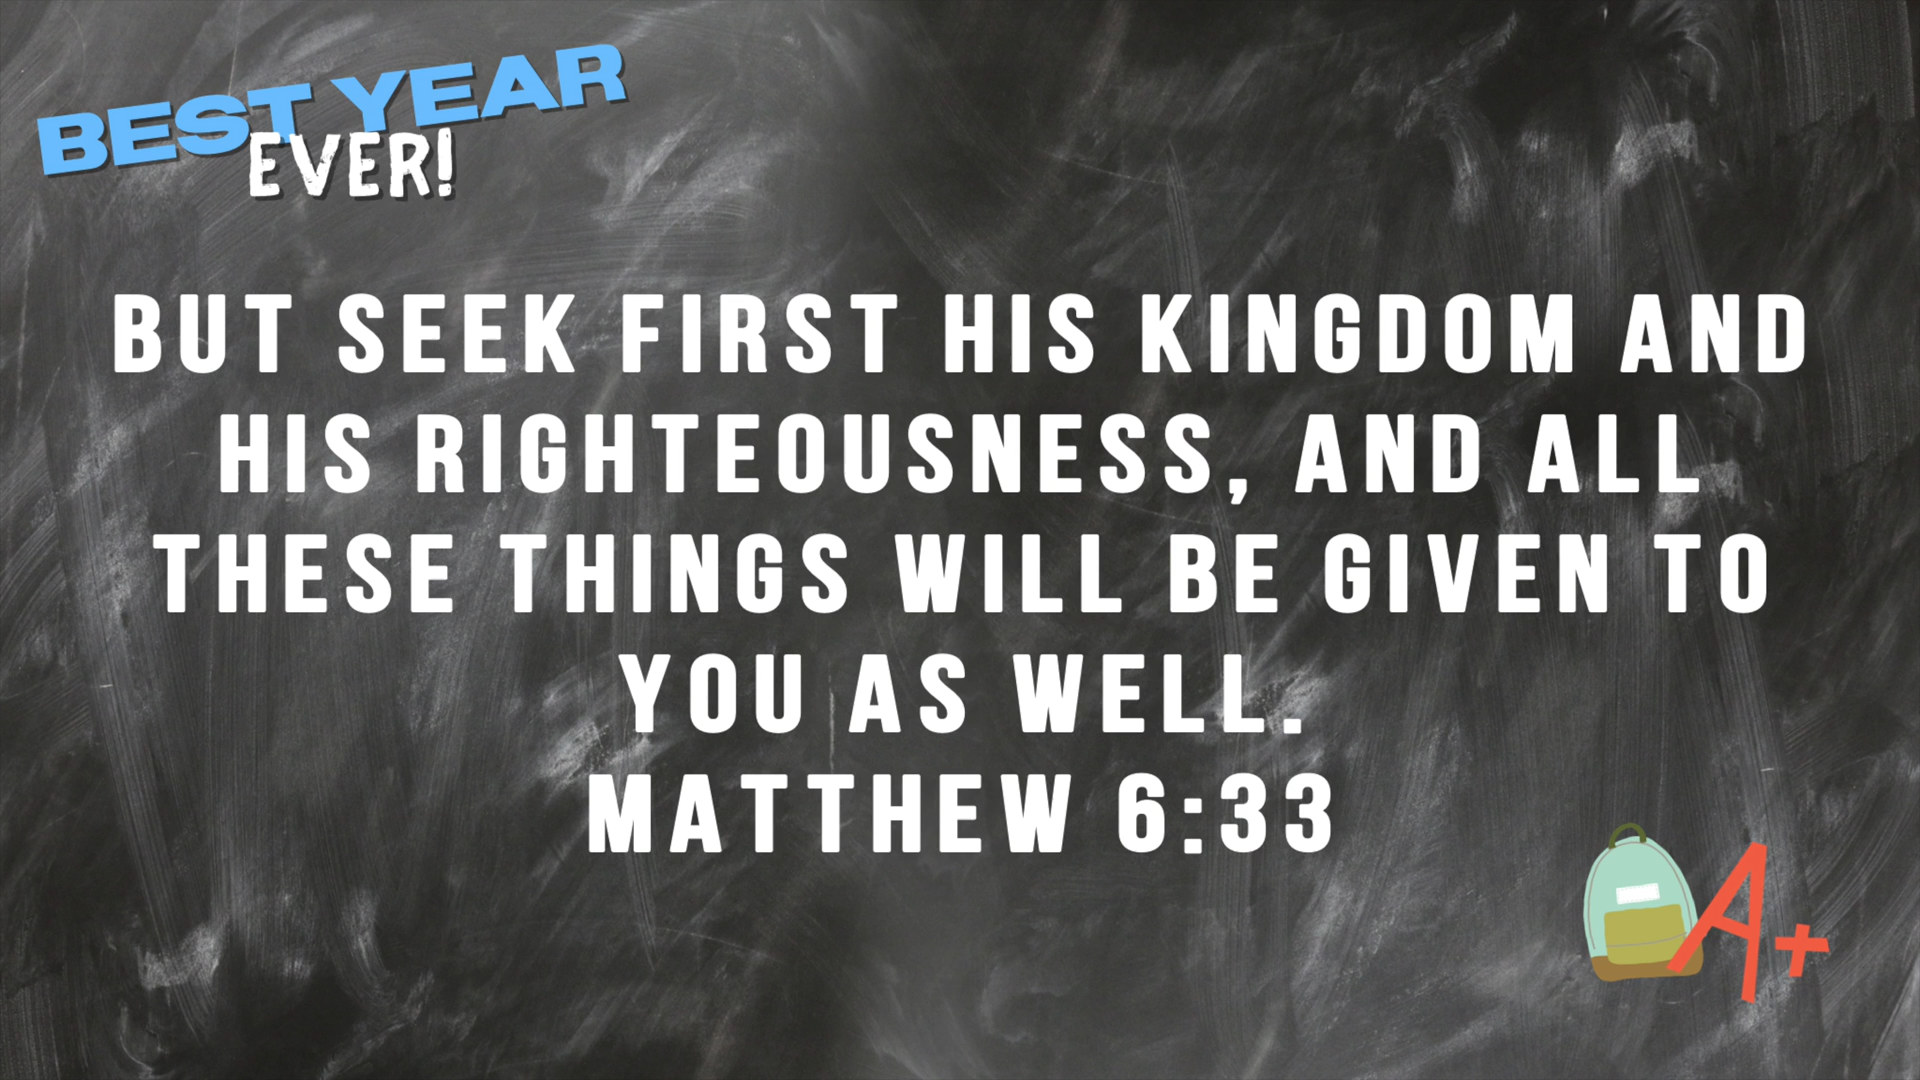 BEST YEAR
EVER!
BUT SEEK FIRST HIS KINGDOM AND
HIS RIGHTEOUSNESS, AND ALL
THESE THINGS WILL BE GIVEN TO
YOU AS WELL.
MATTHEW 6:33
A+